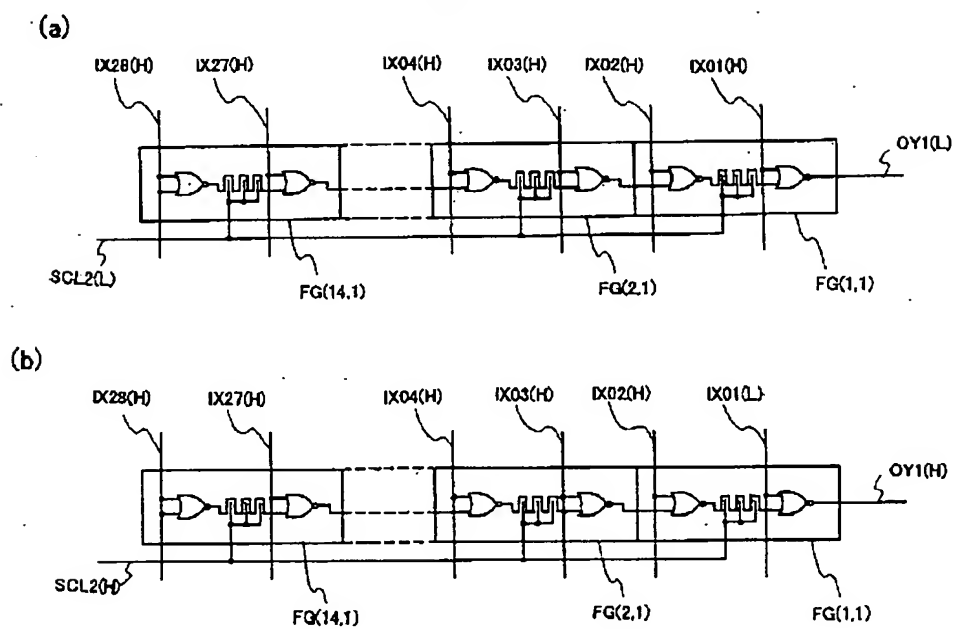 (a)
IX28(H) IX27(H) IX04(H) IX03(H) IX02(H) IX01(H)
OY1(L)
SCL2(L)
FG(14,1) FG(2,1) FG(1,1)
(b)
IX28(H) IX27(H) IX04(H) IX03(H) IX02(H) IX01(L)
OY1(H)
SCL2(H)
FG(14,1) FG(2,1) FG(1,1)